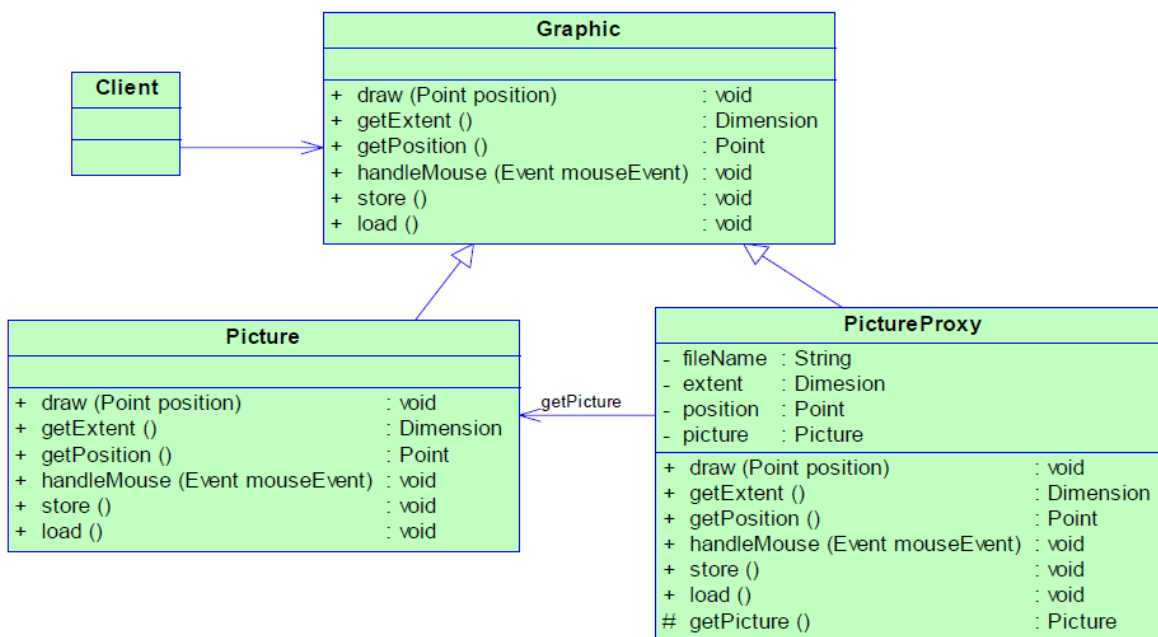 Graphic
+ draw (Point position) : void
+ getExtent () : Dimension
+ getPosition () : Point
+ handleMouse (Event mouseEvent) : void
+ store () : void
+ load () : void
Client
Picture
+ draw (Point position) : void
+ getExtent () : Dimension
+ getPosition () : Point
+ handleMouse (Event mouseEvent) : void
+ store () : void
+ load () : void
getPicture
PictureProxy
- fileName : String
- extent : Dimesion
- position : Point
- picture : Picture
+ draw (Point position) : void
+ getExtent () : Dimension
+ getPosition () : Point
+ handleMouse (Event mouseEvent) : void
+ store () : void
+ load () : void
# getPicture () : Picture